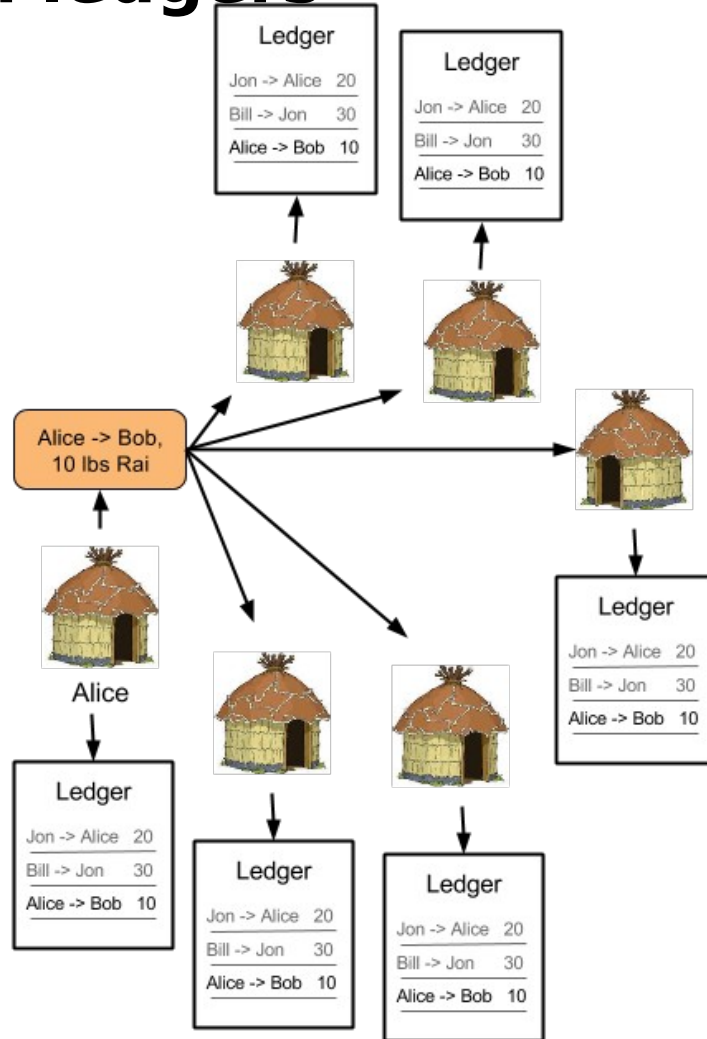 Ledger
Jon -> Alice 20
Bill -> Jon 30
Alice -> Bob 10
Ledger
Jon -> Alice 20
Bill -> Jon 30
Alice -> Bob 10
Alice -> Bob,
10 lbs Rai
Alice
Ledger
Jon -> Alice 20
Bill -> Jon 30
Alice -> Bob 10
Ledger
Jon -> Alice 20
Bill -> Jon 30
Alice -> Bob 10
Ledger
Jon -> Alice 20
Bill -> Jon 30
Alice -> Bob 10
Ledger
Jon -> Alice 20
Bill -> Jon 30
Alice -> Bob 10